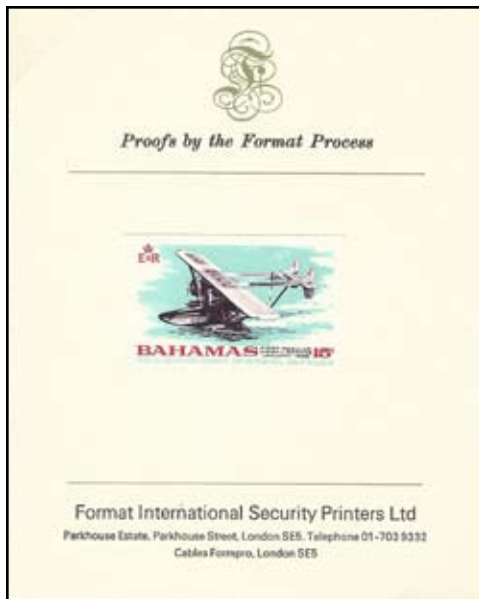 Proofs by the Format Process
E R
BAHAMAS 15
Format International Security Printers Ltd
Parkhouse Estate, Parkhouse Street, London SE5. Telephone 01-703 9332
Cables Formpro, London SE5